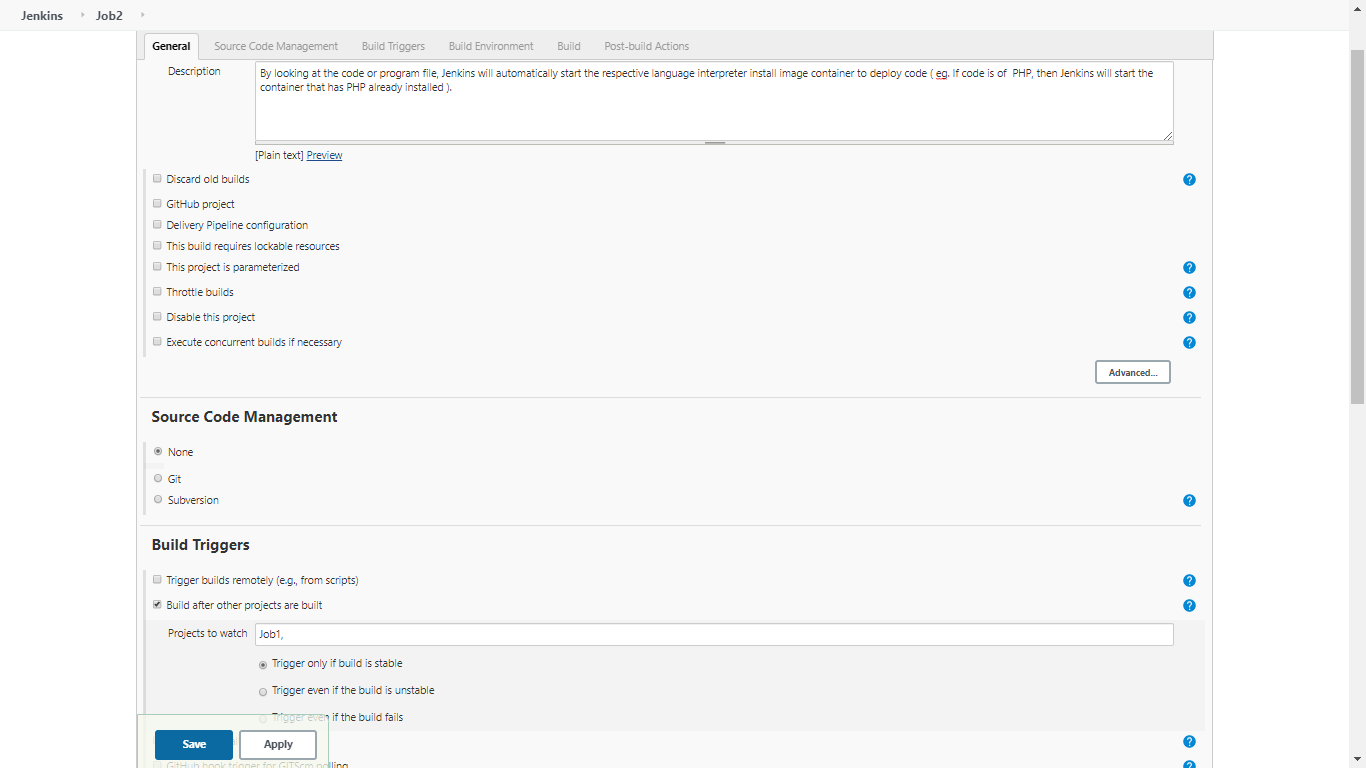 Jenkins Job2
General Source Code Management Build Triggers Build Environment Build Post-build Actions
Description
By looking at the code or program file, Jenkins will automatically start the respective language interpreter install image container to deploy code ( eg. If code is of  PHP, then Jenkins will start the
container that has PHP already installed ).
[Plain text] Preview
Discard old builds
GitHub project
Delivery Pipeline configuration
This build requires lockable resources
This project is parameterized
Throttle builds
Disable this project
Execute concurrent builds if necessary
Advanced...
Source Code Management
None
Git
Subversion
Build Triggers
Trigger builds remotely (e.g., from scripts)
Build after other projects are built
Projects to watch Job1,
Trigger only if build is stable
Trigger even if the build is unstable
Trigger even if the build fails
Save Apply
GitHub hook trigger for GITScm polling